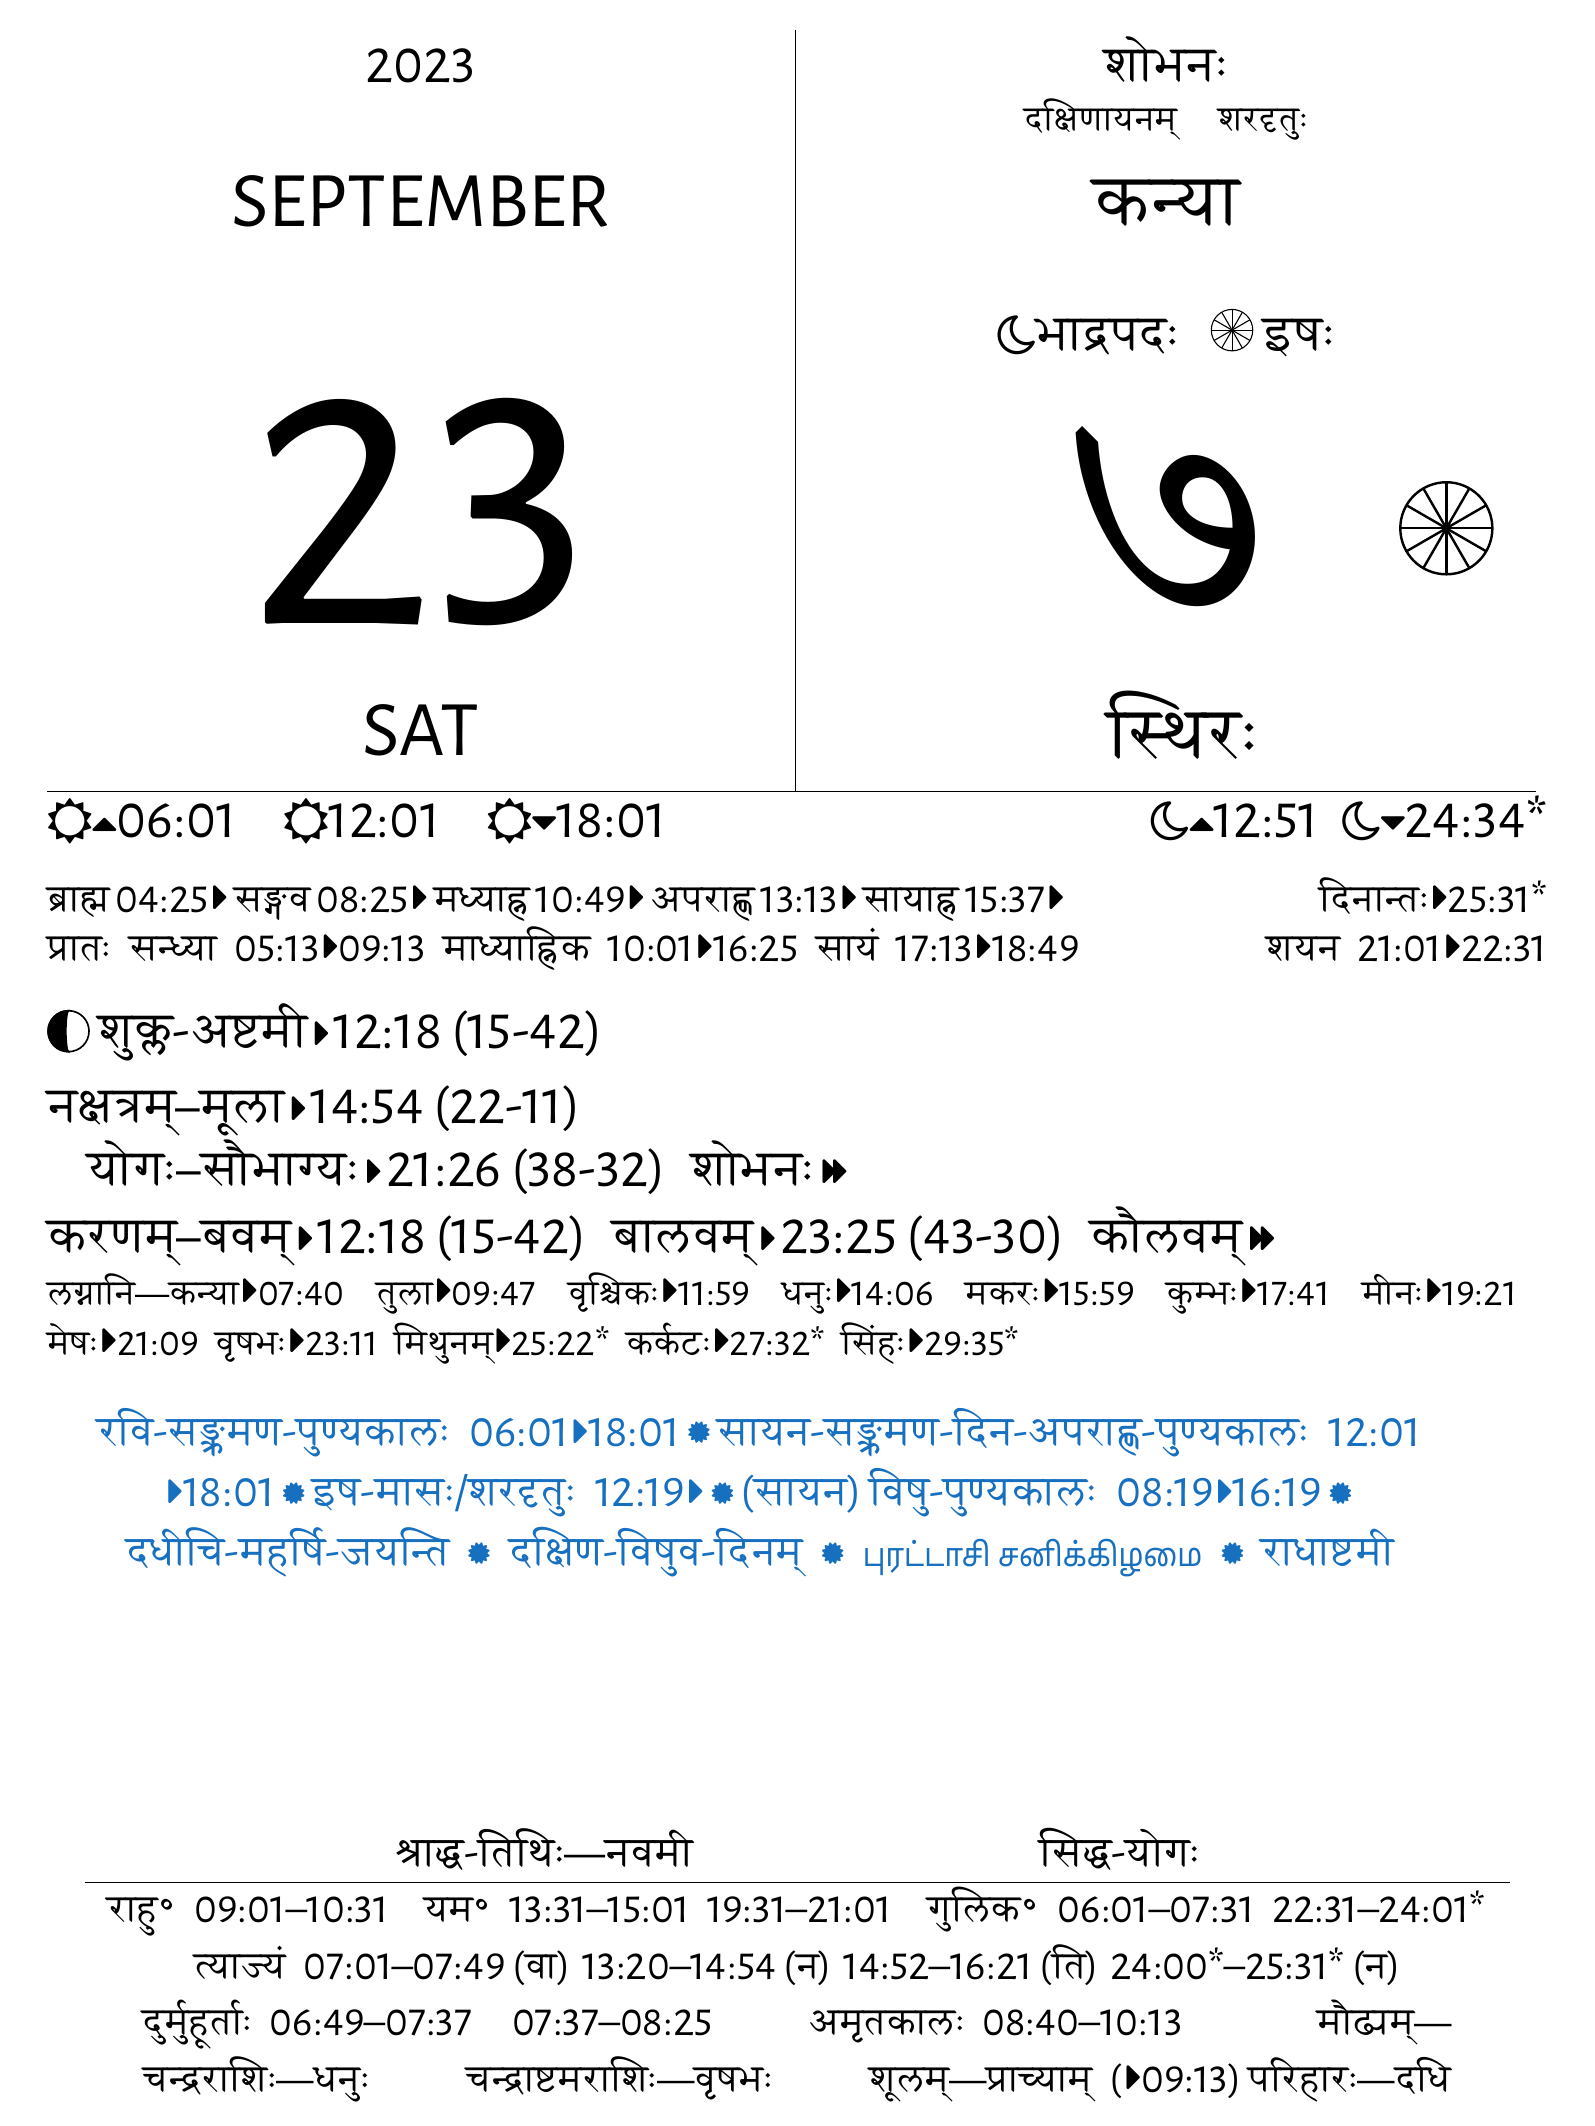 2023
SEPTEMBER
23
SAT
शोभनः
दक्षिणायनम् शरदृतुः
कन्या
भाद्रपदः इषः
७
स्थिरः
06:01 12:01 18:01 12:51 24:34*
ब्राह्म 04:25 सङ्गव 08:25 मध्याह्न 10:49 अपराह्ण 13:13 सायाह्न 15:37 दिनान्तः 25:31*
प्रातः सन्ध्या 05:13 09:13 माध्याह्निक 10:01 16:25 सायं 17:13 18:49 शयन 21:01 22:31
शुक्ल-अष्टमी 12:18 (15-42)
नक्षत्रम्–मूला 14:54 (22-11)
योगः–सौभाग्यः 21:26 (38-32) शोभनः
करणम्–बवम् 12:18 (15-42) बालवम् 23:25 (43-30) कौलवम्
लग्नानि—कन्या 07:40 तुला 09:47 वृश्चिकः 11:59 धनुः 14:06 मकरः 15:59 कुम्भः 17:41 मीनः 19:21
मेषः 21:09 वृषभः 23:11 मिथुनम् 25:22* कर्कटः 27:32* सिंहः 29:35*
रवि-सङ्क्रमण-पुण्यकालः 06:01 18:01 सायन-सङ्क्रमण-दिन-अपराह्ण-पुण्यकालः 12:01
18:01 इष-मासः/शरदृतुः 12:19 (सायन) विषु-पुण्यकालः 08:19 16:19
दधीचि-महर्षि-जयन्ति दक्षिण-विषुव-दिनम् புரட்டாசி சனிக்கிழமை राधाष्टमी
श्राद्ध-तिथिः—नवमी सिद्ध-योगः
राहु॰ 09:01–10:31 यम॰ 13:31–15:01 19:31–21:01 गुलिक॰ 06:01–07:31 22:31–24:01*
त्याज्यं 07:01–07:49 (वा) 13:20–14:54 (न) 14:52–16:21 (ति) 24:00*–25:31* (न)
दुर्मुहूर्ताः 06:49–07:37 07:37–08:25 अमृतकालः 08:40–10:13 मौढ्यम्—
चन्द्रराशिः—धनुः चन्द्राष्टमराशिः—वृषभः शूलम्—प्राच्याम् (09:13) परिहारः—दधि